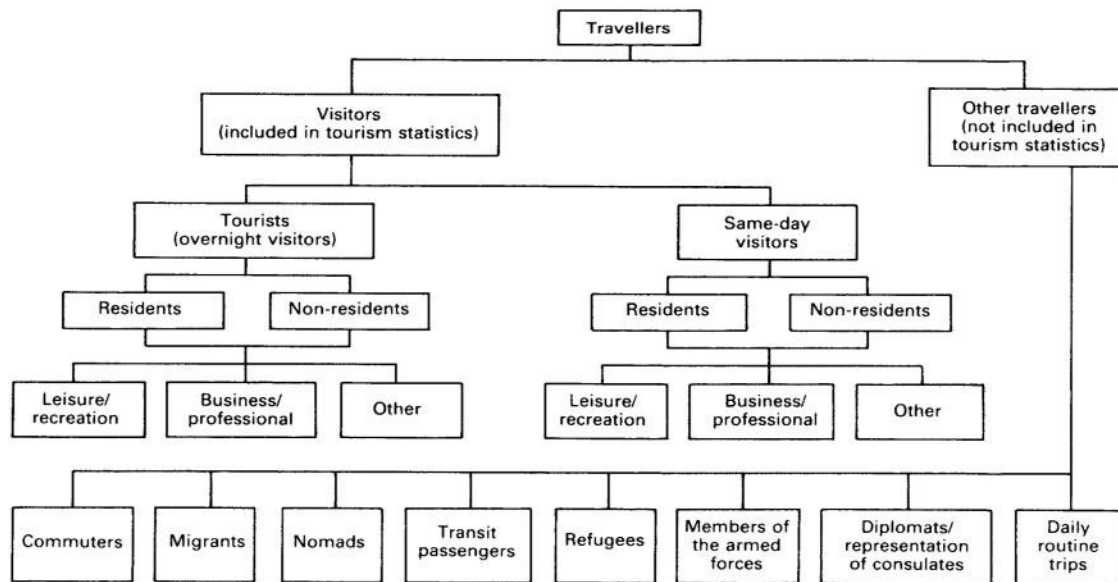 Travellers
Visitors
(included in tourism statistics)
Other travellers
(not included in
tourism statistics)
Tourists
(overnight visitors)
Same-day
visitors
Residents
Non-residents
Residents
Non-residents
Leisure/
recreation
Business/
professional
Other
Leisure/
recreation
Business/
professional
Other
Commuters
Migrants
Nomads
Transit
passengers
Refugees
Members of
the armed
forces
Diplomats/
representation
of consulates
Daily
routine
trips